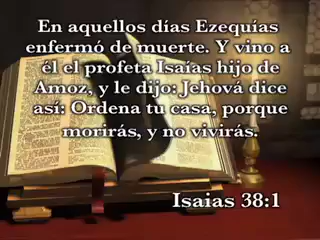 En aquellos días Ezequías
enfermó de muerte. Y vino a
él el profeta Isaías hijo de
Amoz, y le dijo: Jehová dice
así: Ordena tu casa, porque
morirás, y no vivirás.
Isaias 38:1